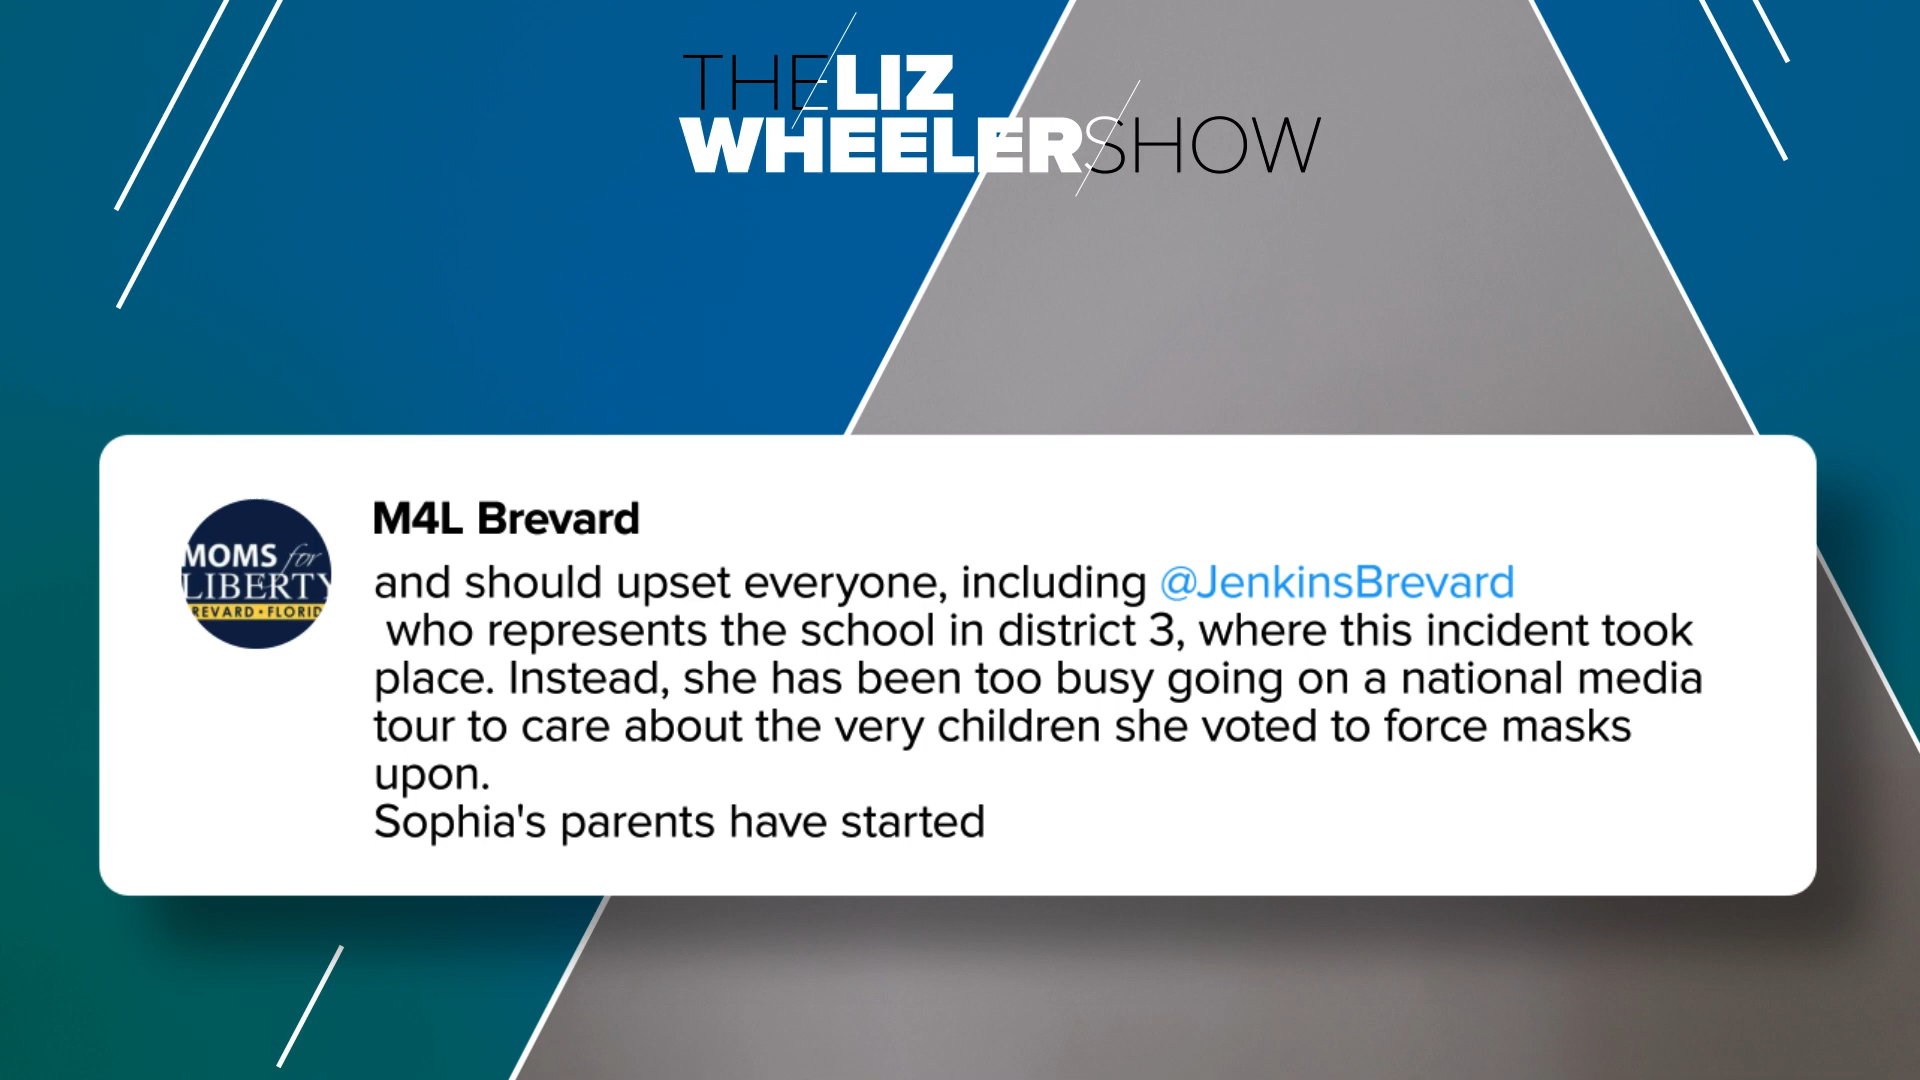 THE LIZ
WHEELER SHOW
MOMS for
LIBERTY
REVARD • FLORID
M4L Brevard
and should upset everyone, including @JenkinsBrevard
who represents the school in district 3, where this incident took
place. Instead, she has been too busy going on a national media
tour to care about the very children she voted to force masks
upon.
Sophia's parents have started